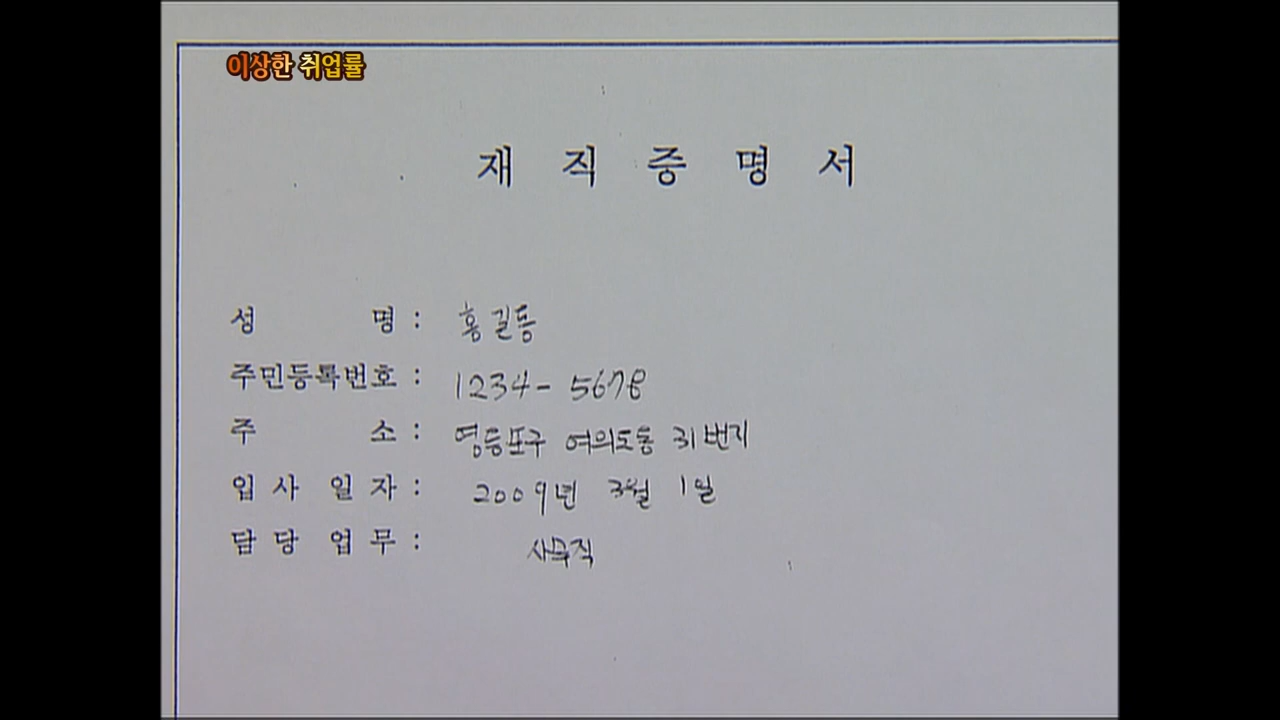 이상한 취업률
재 직 증 명 서
성 명 : 홍길동
주민등록번호 : 1234- 5678
주 소 : 영등포구 여의도동 31번지
입 사 일 자 : 2009년 3월 1일
담 당 업 무 : 사무직